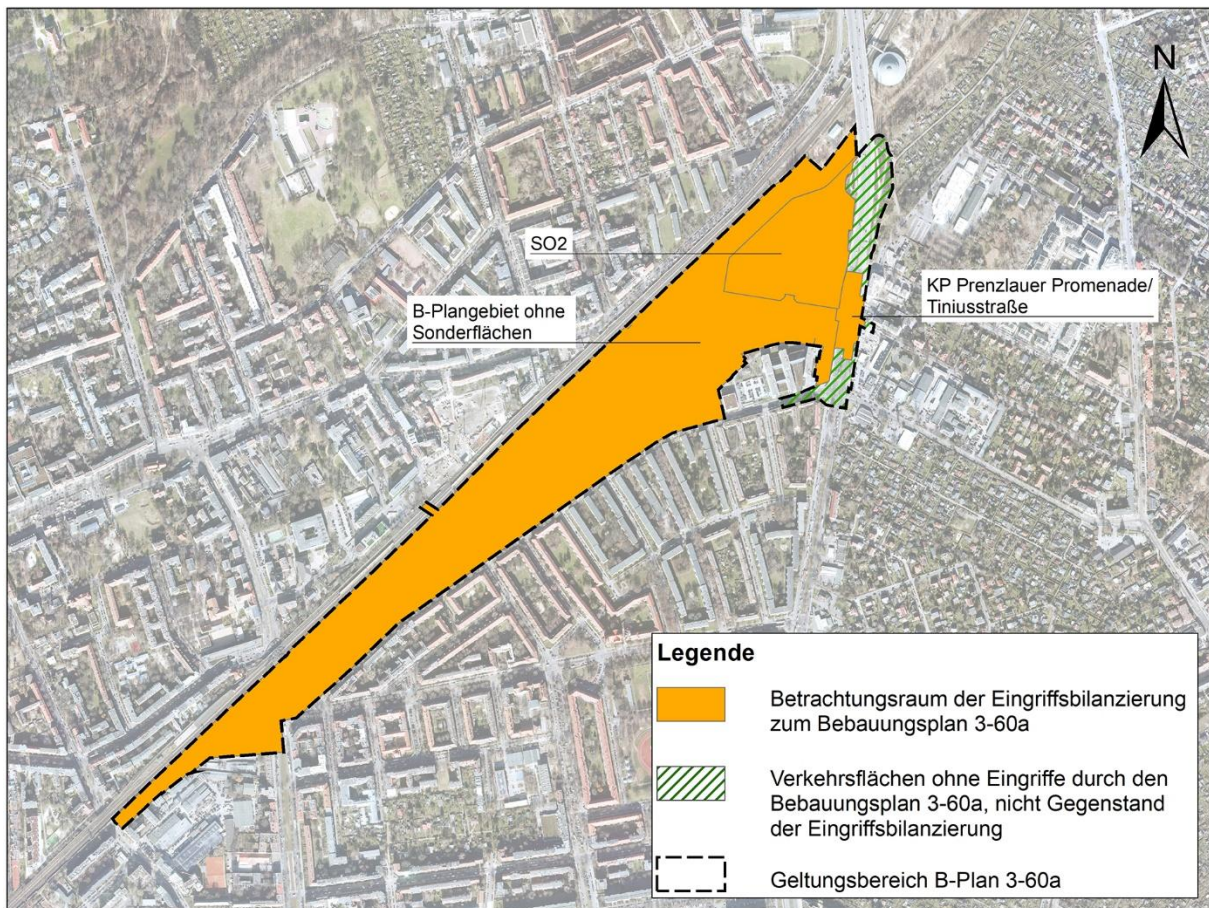 N
SO2
B-Plangebiet ohne
Sonderflächen
KP Prenzlauer Promenade/
Tiniusstraße
Legende
Betrachtungsraum der Eingriffsbilanzierung
zum Bebauungsplan 3-60a
Verkehrsflächen ohne Eingriffe durch den
Bebauungsplan 3-60a, nicht Gegenstand
der Eingriffsbilanzierung
Geltungsbereich B-Plan 3-60a